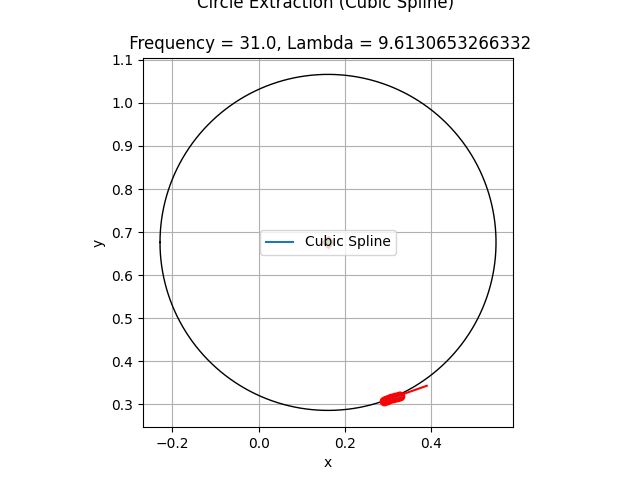 Circle Extraction (Cubic Spline)
Frequency = 31.0, Lambda = 9.6130653266332
1.1
1.0
0.9
0.8
0.7
0.6
0.5
0.4
0.3
y
Cubic Spline
−0.2
0.0
0.2
0.4
x